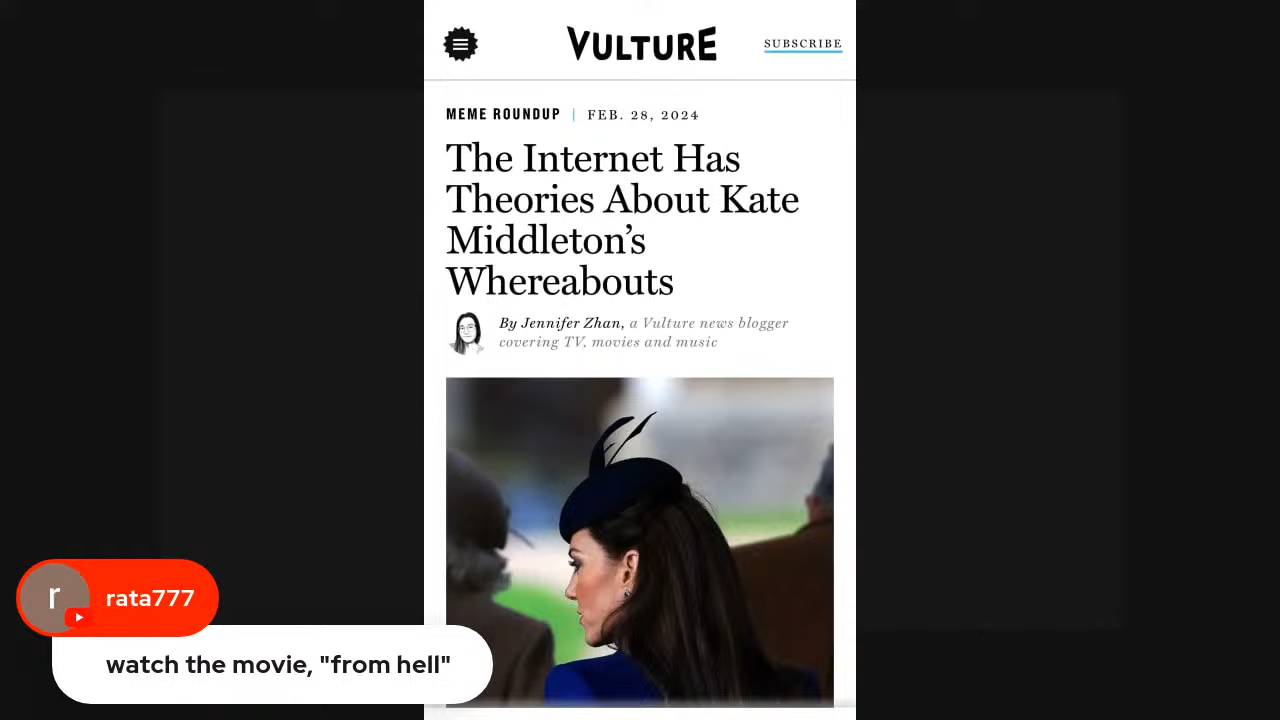 VULTURE
SUBSCRIBE
MEME ROUNDUP | FEB. 28, 2024
The Internet Has
Theories About Kate
Middleton’s
Whereabouts
By Jennifer Zhan, a Vulture news blogger
covering TV, movies and music
r
rata777
watch the movie, "from hell"